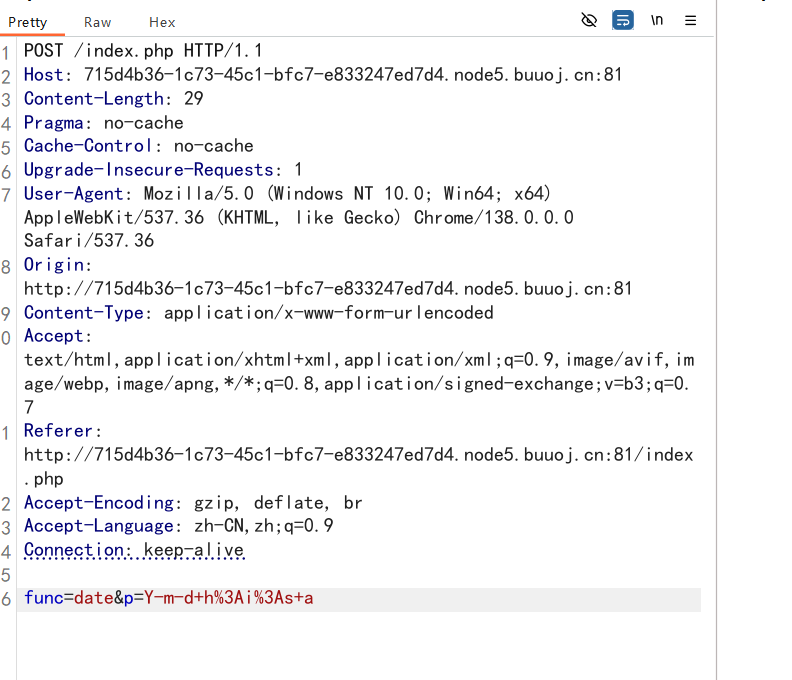 Pretty Raw Hex \n
1 POST /index.php HTTP/1.1
2 Host: 715d4b36-1c73-45c1-bfc7-e833247ed7d4.node5.buuoj.cn:81
3 Content-Length: 29
4 Pragma: no-cache
5 Cache-Control: no-cache
6 Upgrade-Insecure-Requests: 1
7 User-Agent: Mozilla/5.0 (Windows NT 10.0; Win64; x64)
AppleWebKit/537.36 (KHTML, like Gecko) Chrome/138.0.0.0
Safari/537.36
8 Origin:
http://715d4b36-1c73-45c1-bfc7-e833247ed7d4.node5.buuoj.cn:81
9 Content-Type: application/x-www-form-urlencoded
0 Accept:
text/html,application/xhtml+xml,application/xml;q=0.9,image/avif,im
age/webp,image/apng,*/*;q=0.8,application/signed-exchange;v=b3;q=0.
7
1 Referer:
http://715d4b36-1c73-45c1-bfc7-e833247ed7d4.node5.buuoj.cn:81/index
.php
2 Accept-Encoding: gzip, deflate, br
3 Accept-Language: zh-CN,zh;q=0.9
4 Connection: keep-alive
5
6 func=date&p=Y-m-d+h%3Ai%3As+a